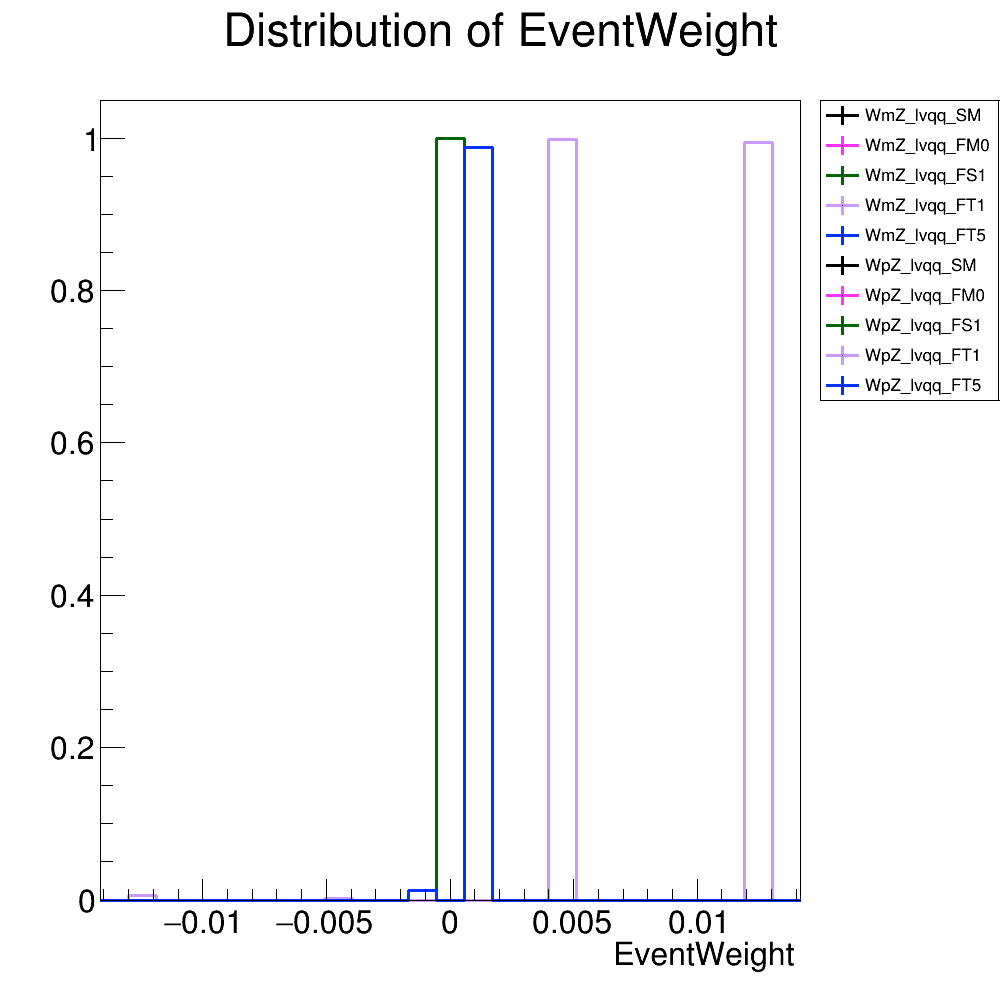 Distribution of EventWeight
1
0.8
0.6
0.4
0.2
0
−0.01
−0.005
0
0.005
0.01
EventWeight
WmZ_lvqq_SM
WmZ_lvqq_FM0
WmZ_lvqq_FS1
WmZ_lvqq_FT1
WmZ_lvqq_FT5
WpZ_lvqq_SM
WpZ_lvqq_FM0
WpZ_lvqq_FS1
WpZ_lvqq_FT1
WpZ_lvqq_FT5